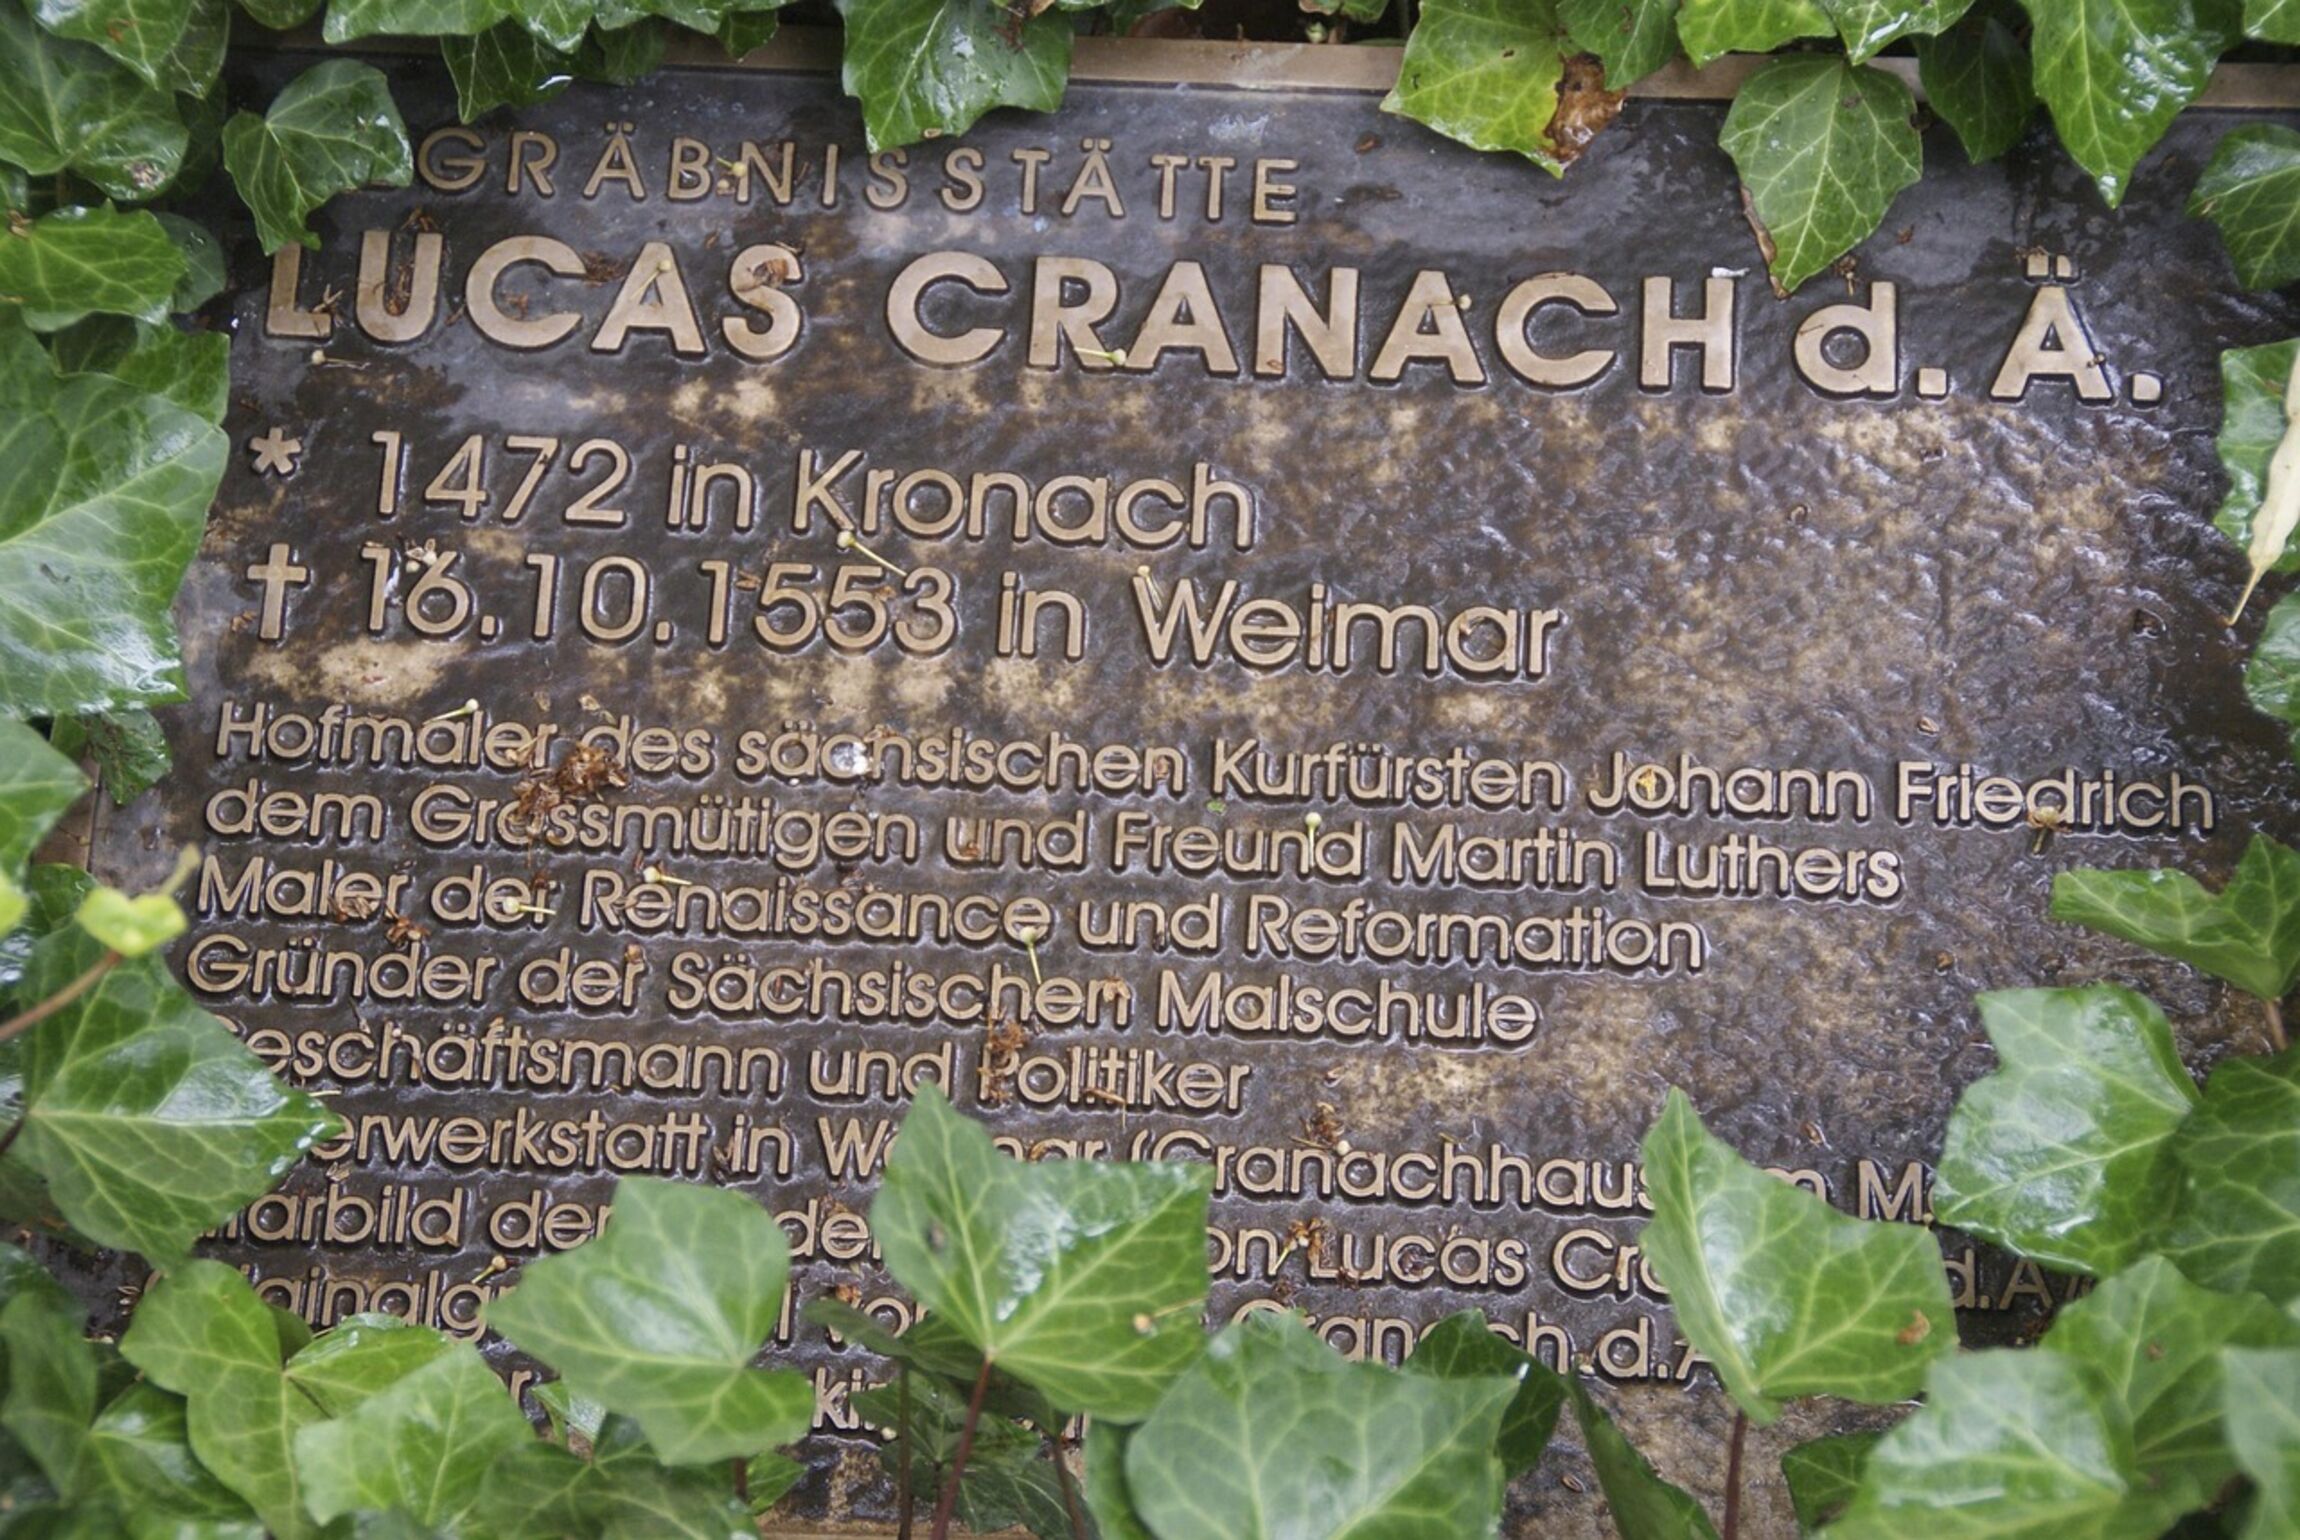 GRÄBNISSTÄTTE
LUCAS CRANACH d. Ä.
* 1472 in Kronach
† 16.10.1553 in Weimar
Hofmaler des sächsischen Kurfürsten Johann Friedrich
dem Grossmütigen und Freund Martin Luthers
Maler der Renaissance und Reformation
Gründer der Sächsischen Malschule
Geschäftsmann und Politiker
in (Cranachhaus
Lucas d.Ä.
d.Ä.